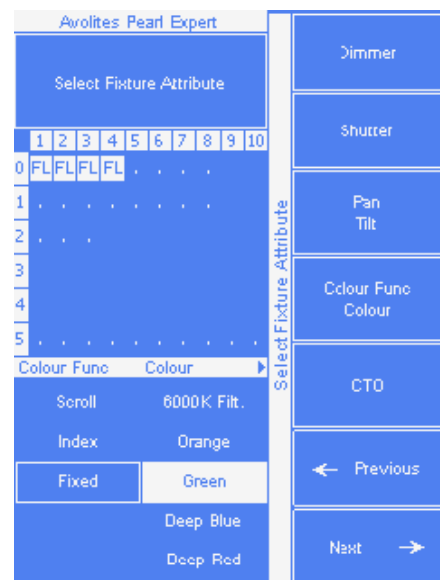 Avolites Pearl Expert
Select Fixture Attribute
1 2 3 4 5 6 7 8 9 10
0 FL FL FL FL . . . .
1 . . . . . . . .
2 . . .
3
4
5 . . . . . . . . . .
Colour Func Colour
Scroll 6000K Filt.
Index Orange
Fixed Green
Deep Blue
Deep Red
Select Fixture Attribute
Dimmer
Shutter
Pan
Tilt
Colour Func
Colour
CTO
Previous
Next